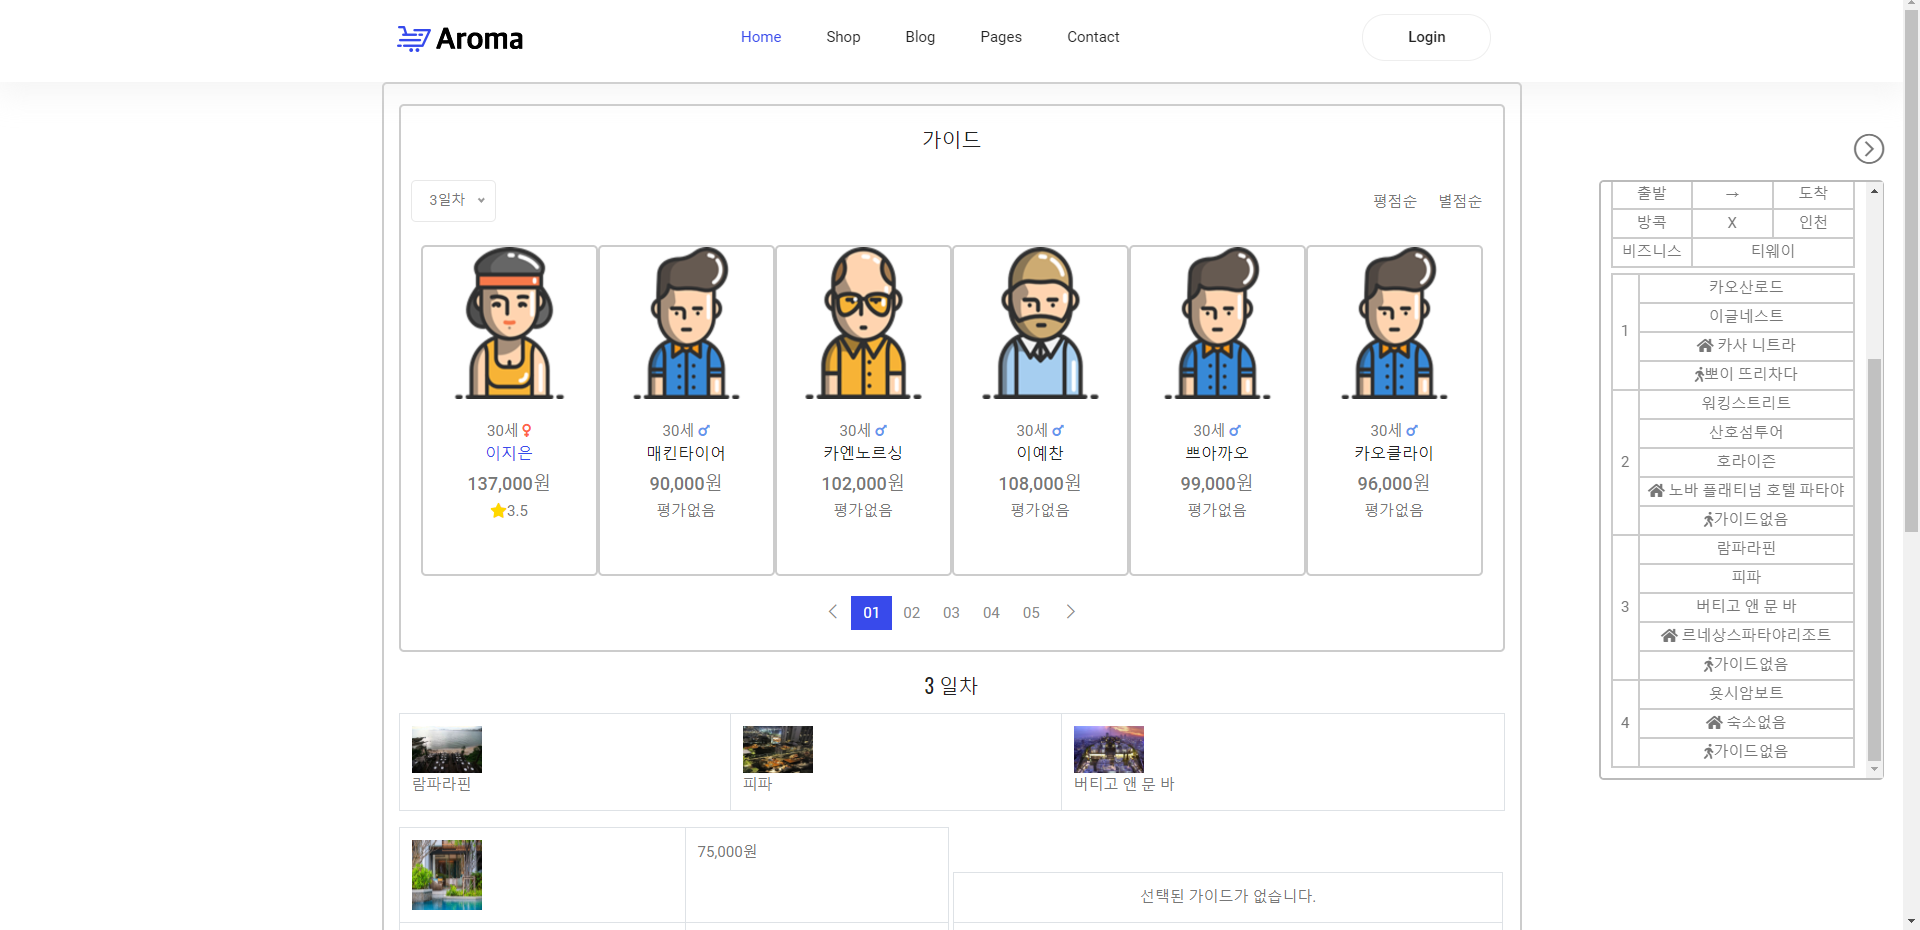 Aroma
Home Shop Blog Pages Contact
Login
가이드
3일차
평점순 별점순
30세
이지은
137,000원
3.5
30세
매킨타이어
90,000원
평가없음
30세
카엔노르싱
102,000원
평가없음
30세
이예찬
108,000원
평가없음
30세
쁘아까오
99,000원
평가없음
30세
카오클라이
96,000원
평가없음
01 02 03 04 05
3 일차
람파라핀
피파
버티고 앤 문 바
75,000원
선택된 가이드가 없습니다.
출발 → 도착
방콕 X 인천
비즈니스 티웨이
1
카오산로드
이글네스트
카사 니트라
뽀이 뜨리차다
2
워킹스트리트
산호섬투어
호라이즌
노바 플래티넘 호텔 파타야
가이드없음
3
람파라핀
피파
버티고 앤 문 바
르네상스파타야리조트
가이드없음
4
욧시암보트
숙소없음
가이드없음